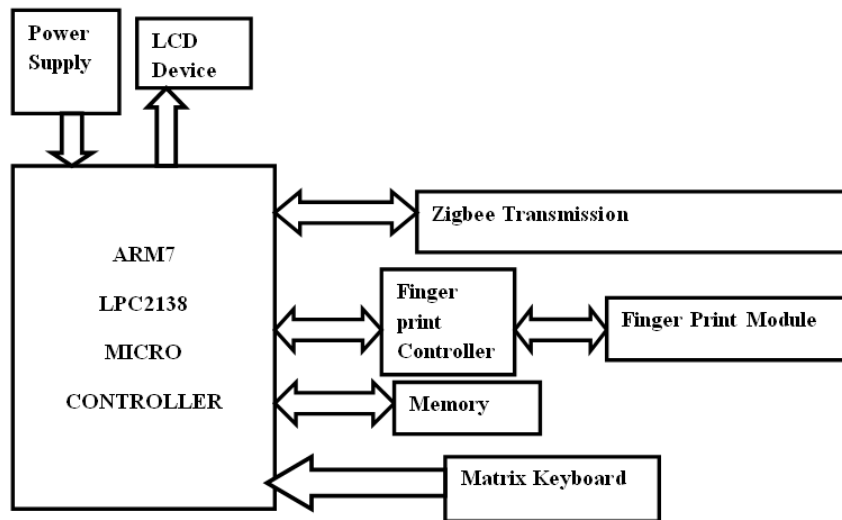 Power
Supply
LCD
Device
Zigbee Transmission
ARM7
LPC2138
MICRO
CONTROLLER
Finger
print
Controller
Finger Print Module
Memory
Matrix Keyboard